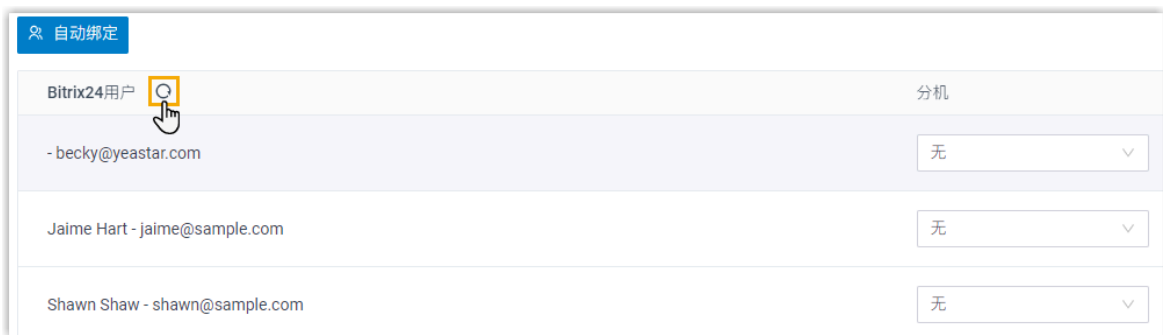 自动绑定
Bitrix24用户 分机
- becky@yeastar.com 无
Jaime Hart - jaime@sample.com 无
Shawn Shaw - shawn@sample.com 无